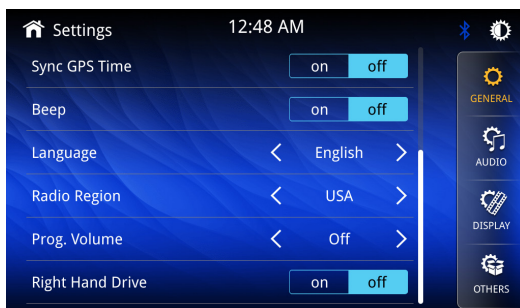 Settings 12:48 AM
Sync GPS Time on off
Beep on off
Language English
Radio Region USA
Prog. Volume Off
Right Hand Drive on off
GENERAL
AUDIO
DISPLAY
OTHERS